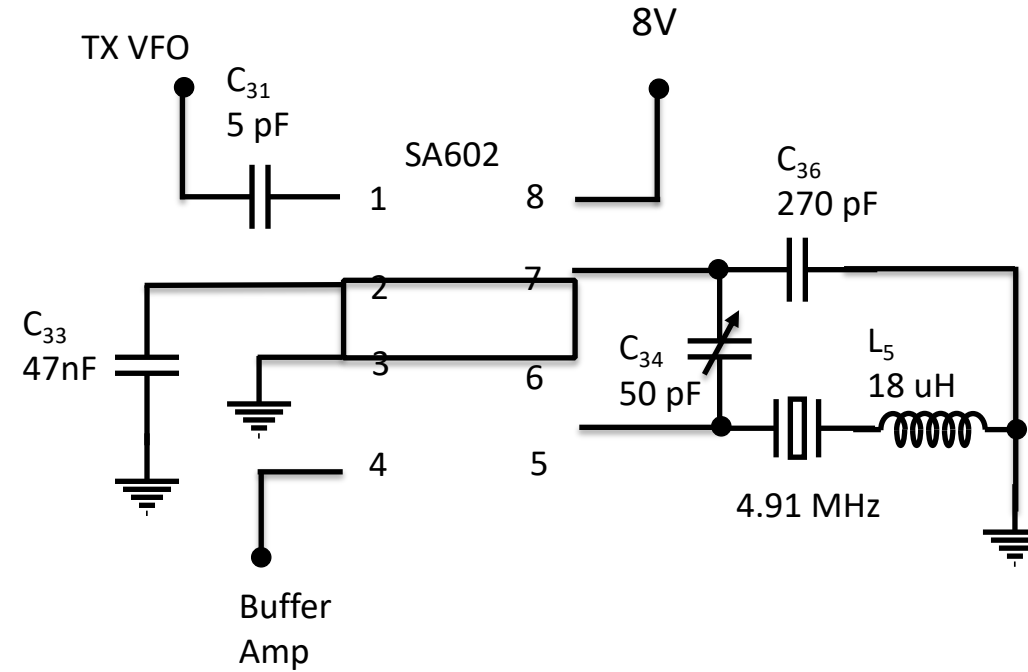 8V
TX VFO
C₃₁
5 pF
SA602
C₃₆
270 pF
1
8
2
7
C₃₃
47nF
3
6
C₃₄
50 pF
L₅
18 uH
4
5
4.91 MHz
Buffer
Amp